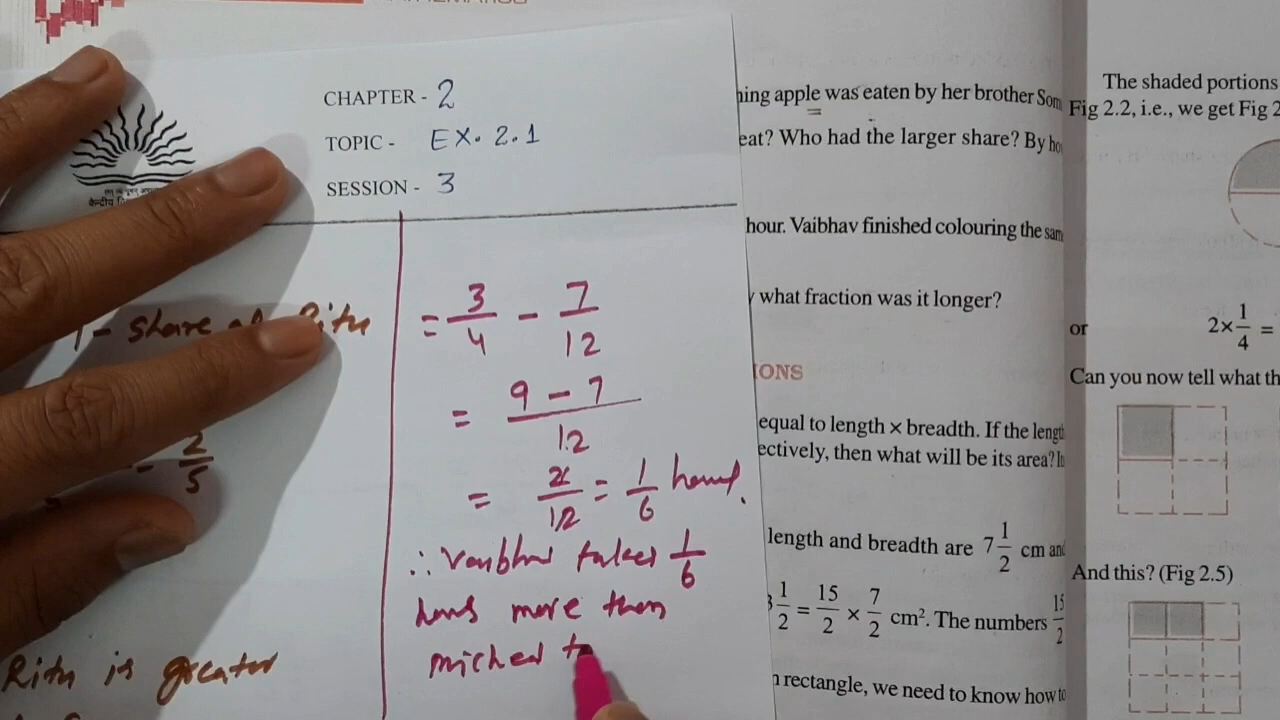 CHAPTER - 2
TOPIC - EX. 2.1
SESSION - 3
share Ritu
2/5
Ritu is greater
= 3/4 - 7/12
= 9 - 7/12
= 2/12 = 1/6 hours.
∴ Vaibhav takes 1/6
hours more than
Micheal t
apple was eaten by her brother Som
eat? Who had the larger share? By ho
hour. Vaibhav finished colouring the sam
what fraction was it longer?
IONS
equal to length × breadth. If the lengt
ectively, then what will be its area? I
length and breadth are 7 1/2 cm and
3 1/2 = 15/2 × 7/2 cm². The numbers 15/2
n rectangle, we need to know how to
The shaded portions
Fig 2.2, i.e., we get Fig 2
or 2× 1/4 =
Can you now tell what th
And this? (Fig 2.5)